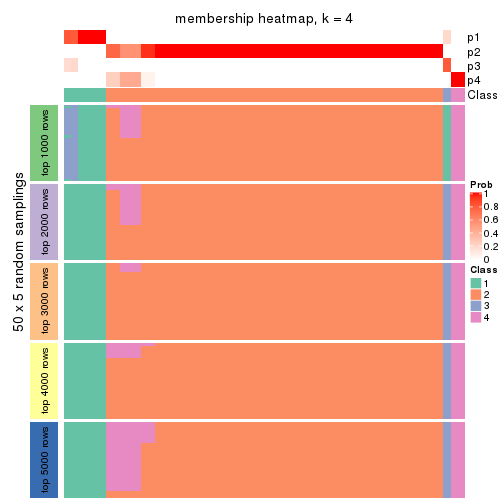 membership heatmap, k = 4
p1
p2
p3
p4
Class
50 x 5 random samplings
top 1000 rows
top 2000 rows
top 3000 rows
top 4000 rows
top 5000 rows
Prob
1
0.8
0.6
0.4
0.2
0
Class
1
2
3
4